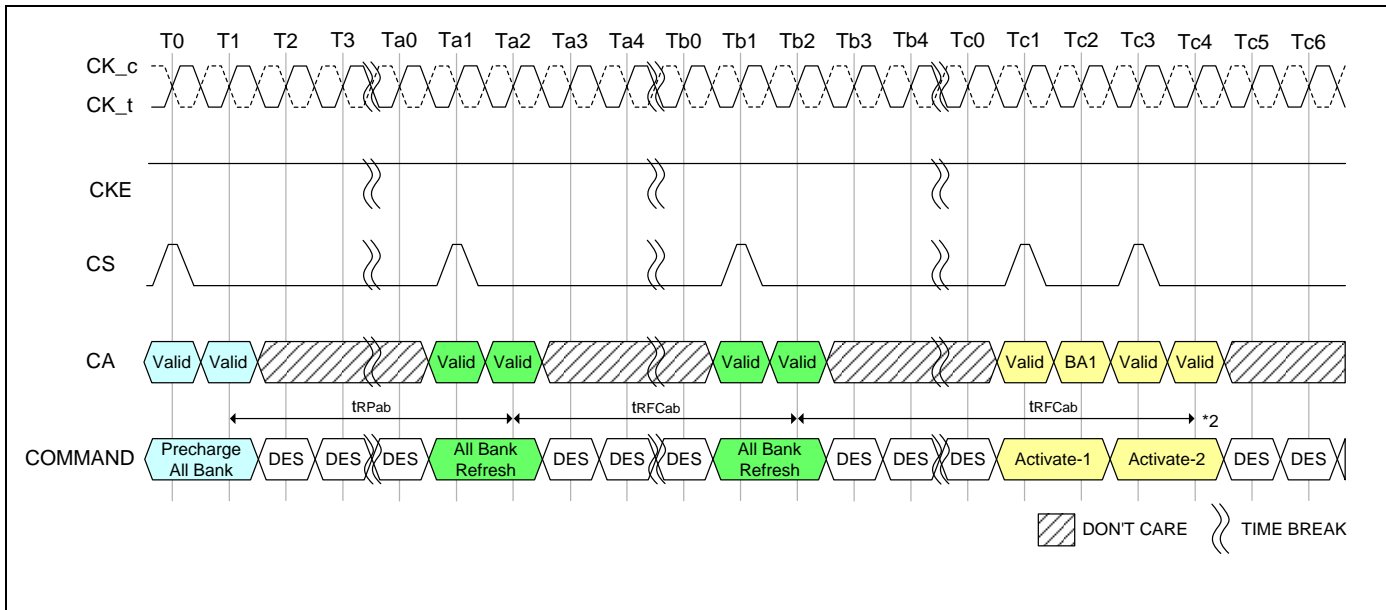 T0 T1 T2 T3 Ta0 Ta1 Ta2 Ta3 Ta4 Tb0 Tb1 Tb2 Tb3 Tb4 Tc0 Tc1 Tc2 Tc3 Tc4 Tc5 Tc6
CK_c
CK_t
CKE
CS
CA Valid Valid Valid Valid Valid Valid Valid BA1 Valid Valid
tRPab tRFCab tRFCab *2
COMMAND Precharge All Bank DES DES DES All Bank Refresh DES DES DES All Bank Refresh DES DES DES Activate-1 Activate-2 DES DES
DON'T CARE TIME BREAK